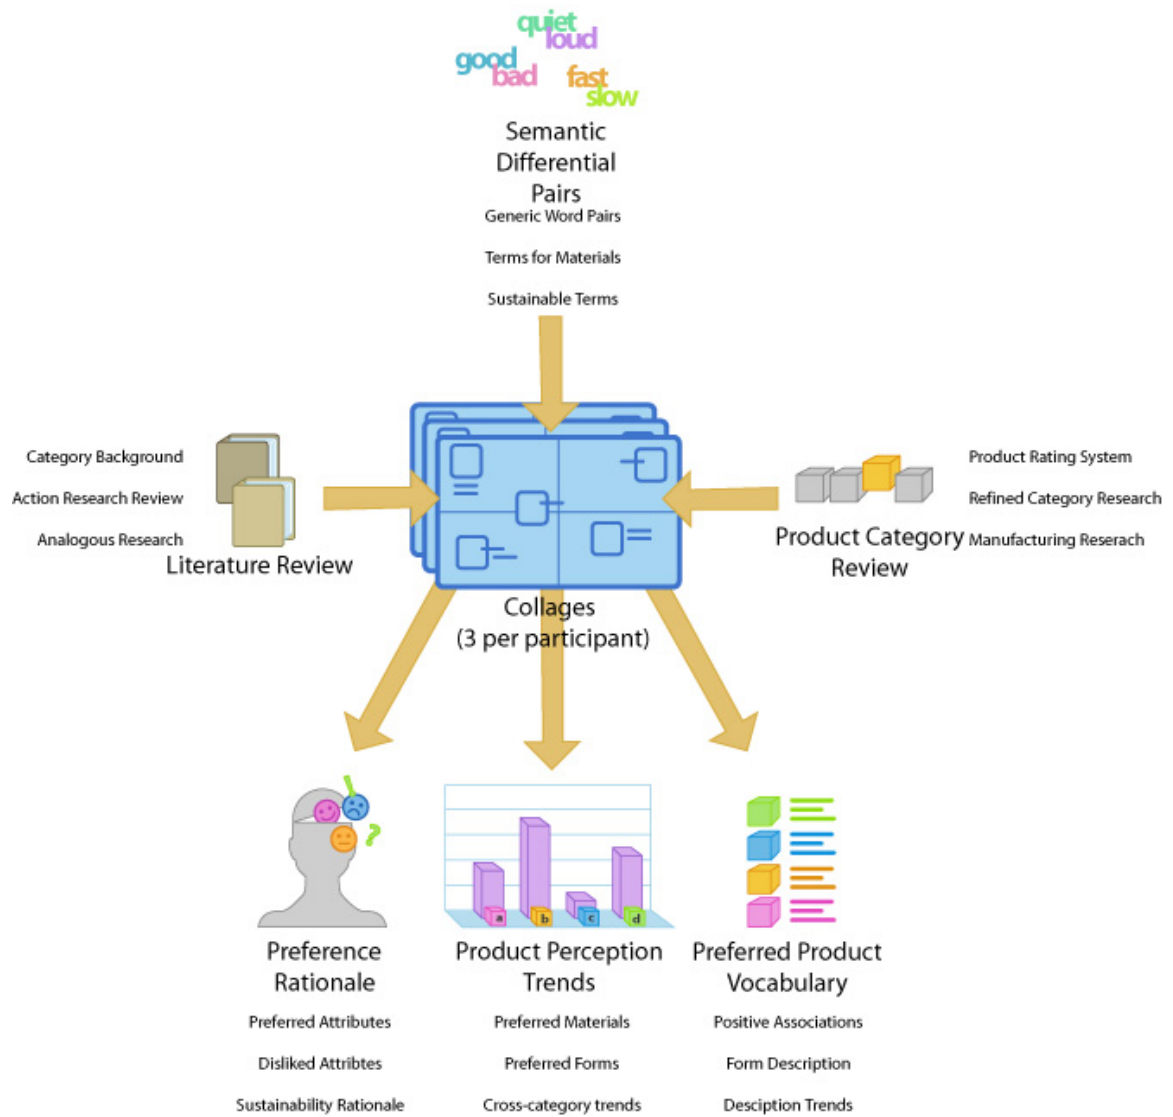 quiet
loud
good
bad
fast
slow
Semantic
Differential
Pairs
Generic Word Pairs
Terms for Materials
Sustainable Terms
Category Background
Action Research Review
Analogous Research
Literature Review
Product Rating System
Refined Category Research
Manufacturing Reserach
Product Category
Review
Collages
(3 per participant)
!
?
Preference
Rationale
Preferred Attributes
Disliked Attribtes
Sustainability Rationale
a b c d
Product Perception
Trends
Preferred Materials
Preferred Forms
Cross-category trends
Preferred Product
Vocabulary
Positive Associations
Form Description
Desciption Trends